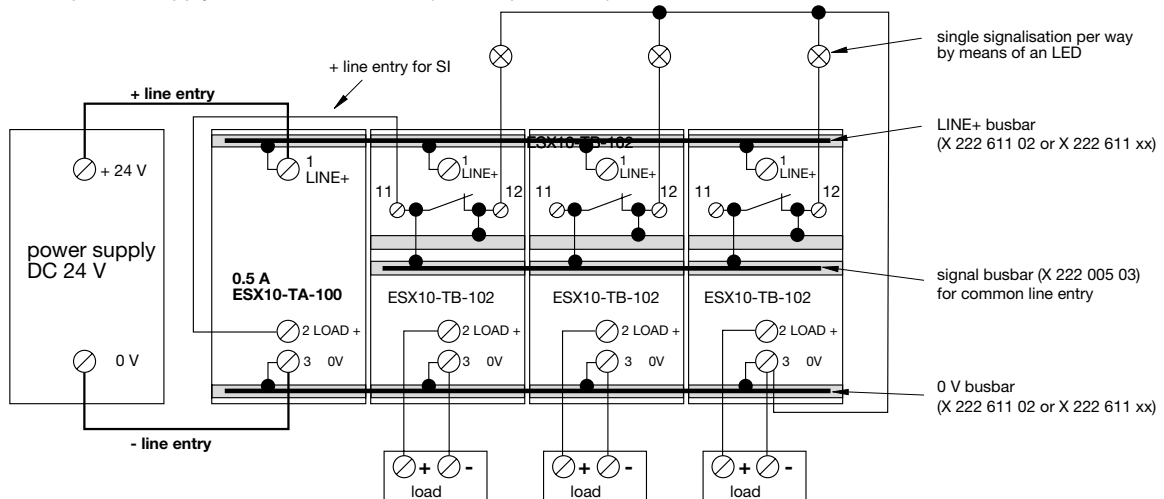 single signalisation per way
by means of an LED
+ line entry for SI
+ line entry
LINE+ busbar
(X 222 611 02 or X 222 611 xx)
ESX10-TB-102
+ 24 V
1
LINE+
1
LINE+
1
LINE+
1
LINE+
11
12
11
12
11
12
power supply
DC 24 V
0.5 A
ESX10-TA-100
ESX10-TB-102
ESX10-TB-102
ESX10-TB-102
signal busbar (X 222 005 03)
for common line entry
2 LOAD +
2 LOAD +
2 LOAD +
2 LOAD +
0 V
3 0V
3 0V
3 0V
3 0V
0 V busbar
(X 222 611 02 or X 222 611 xx)
- line entry
+ -
load
+ -
load
+ -
load